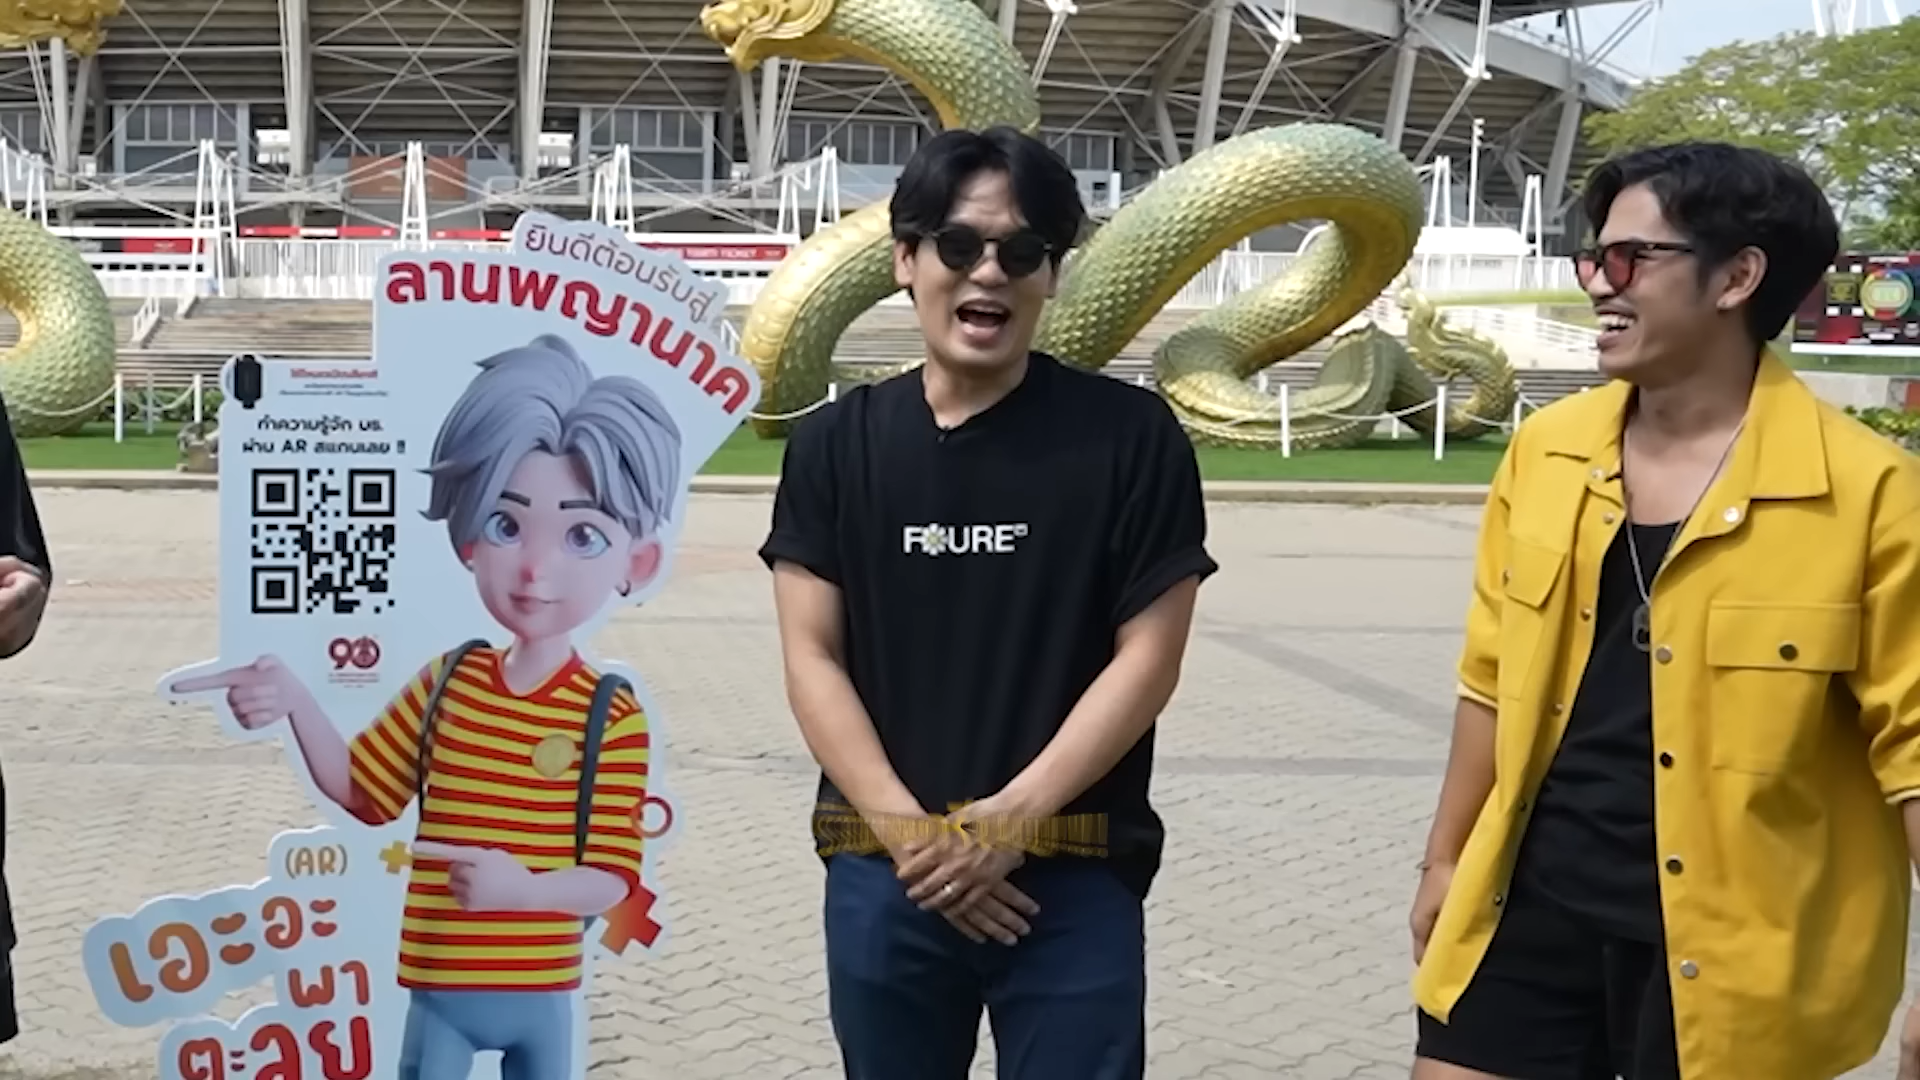 ยินดีต้อนรับสู่
ลานพญานาค
ทำความรู้จัก มธ.
ผ่าน AR สแกนเลย !!
90
(AR)
เอะอะ
พา
ตะลุย
FOURE